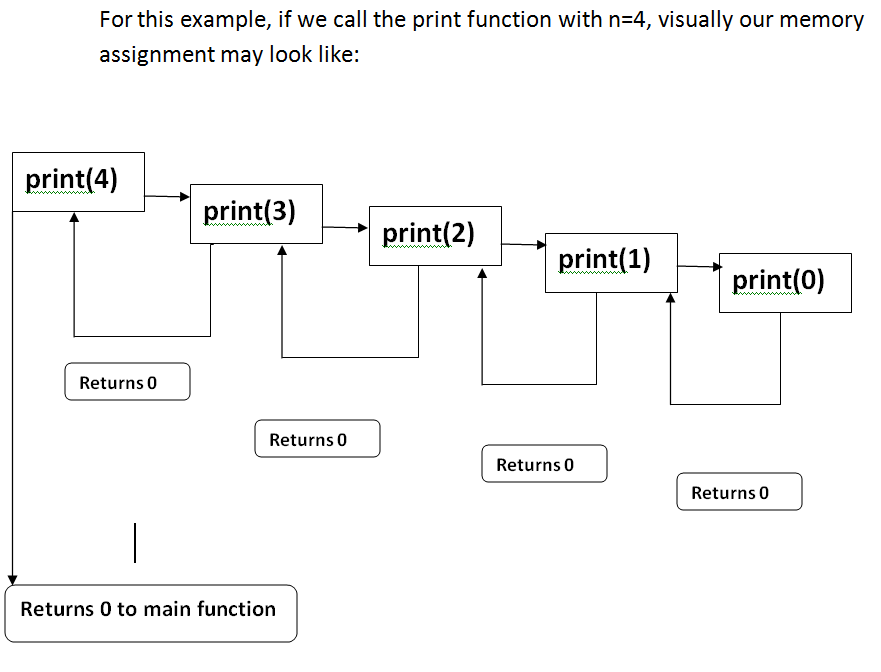 For this example, if we call the print function with n=4, visually our memory
assignment may look like:
print(4)
print(3)
print(2)
print(1)
print(0)
Returns 0
Returns 0
Returns 0
Returns 0
Returns 0 to main function